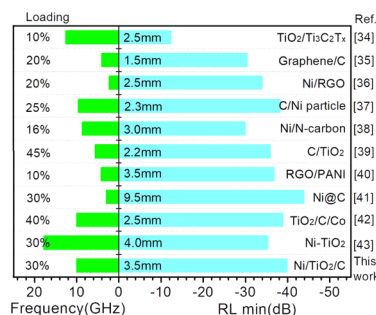 Loading Ref.
10% 2.5mm TiO₂/Ti₃C₂Tₓ [34]
20% 1.5mm Graphene/C [35]
20% 2.5mm Ni/RGO [36]
25% 2.3mm C/Ni particle [37]
16% 3.0mm Ni/N-carbon [38]
45% 2.2mm C/TiO₂ [39]
10% 3.5mm RGO/PANI [40]
30% 9.5mm Ni@C [41]
40% 2.5mm TiO₂/C/Co [42]
30% 4.0mm Ni-TiO₂ [43]
30% 3.5mm Ni/TiO₂/C This
work
20 10 0 -10 -20 -30 -40 -50
Frequency(GHz) RL min(dB)